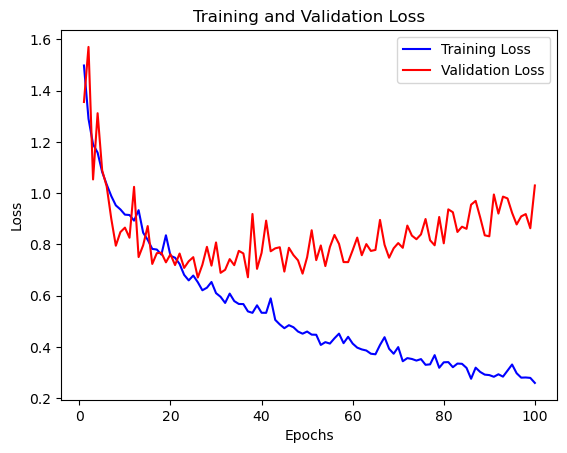 Training and Validation Loss
Training Loss
Validation Loss
1.6
1.4
1.2
1.0
0.8
0.6
0.4
0.2
Loss
0 20 40 60 80 100
Epochs